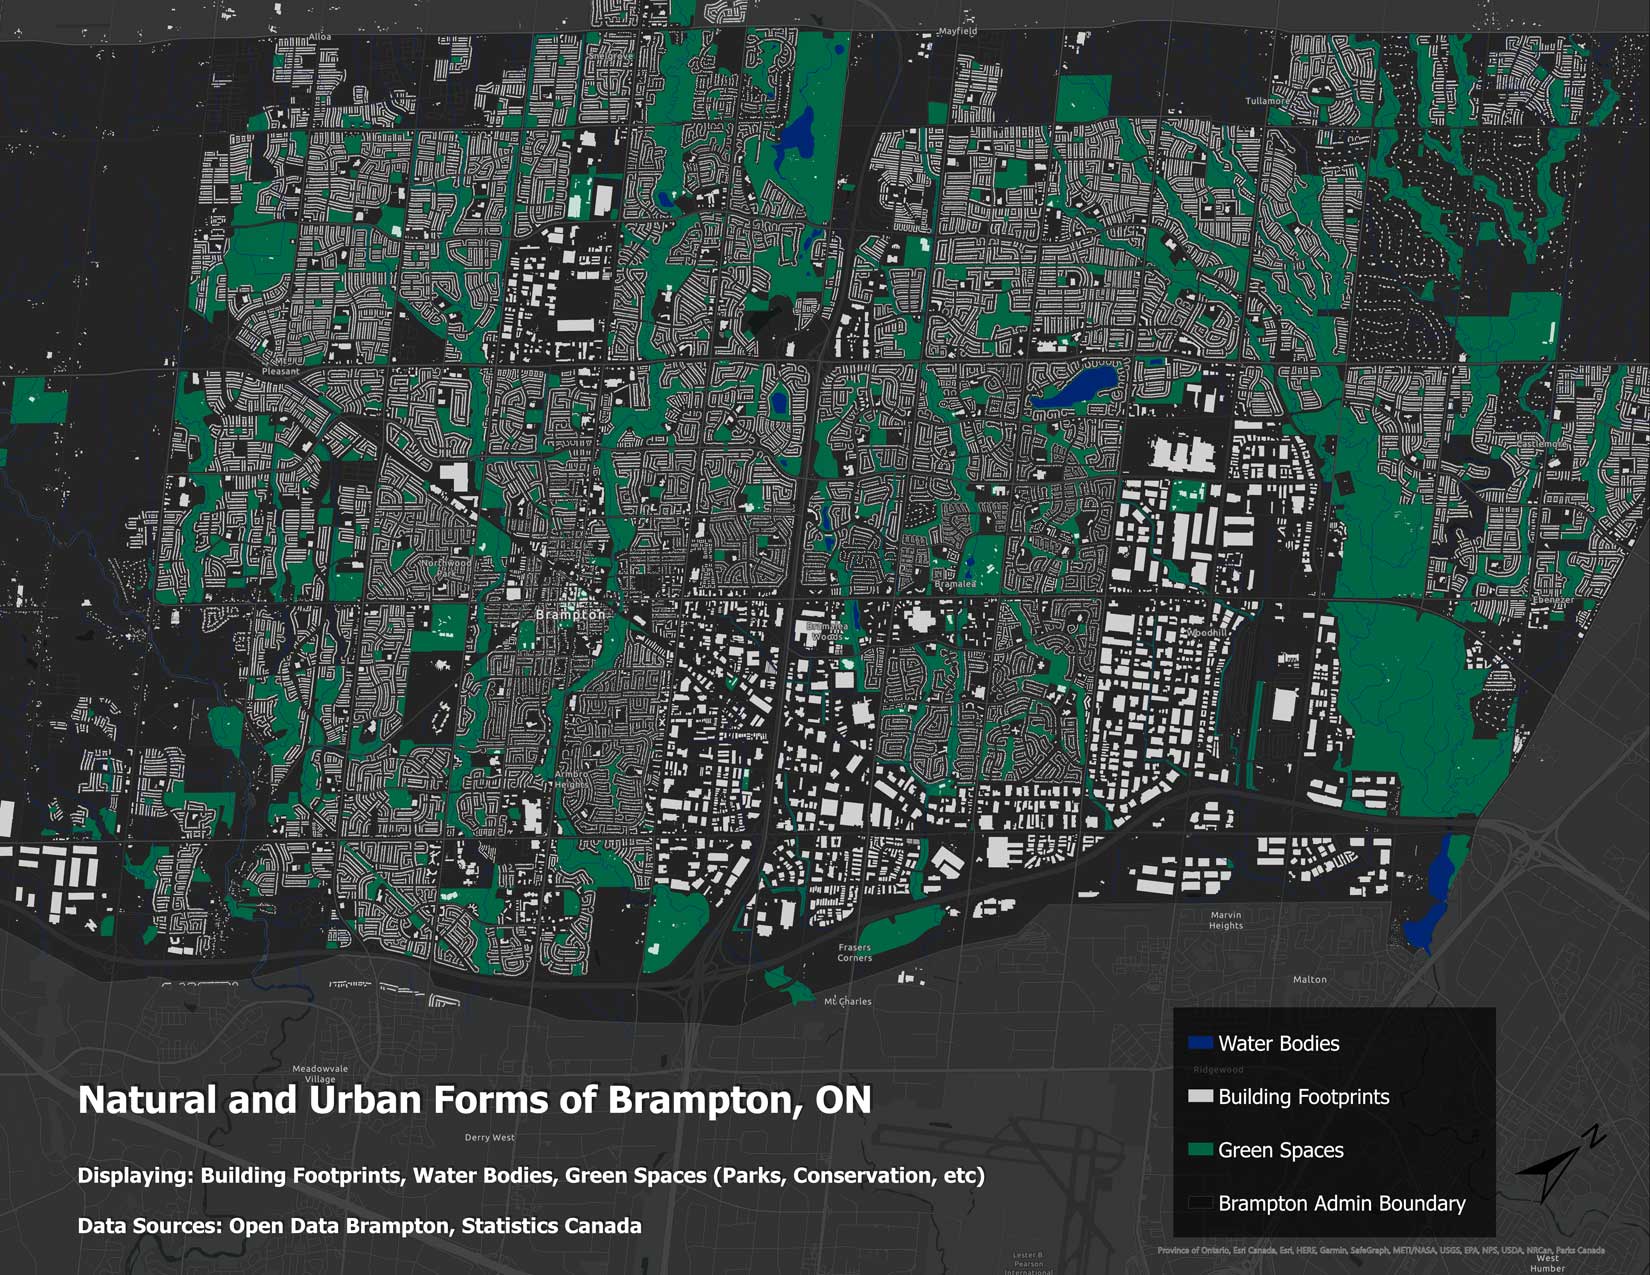 Alloa
Mayfield
Snelgrove
Tullamore
Pleasant
Castlemore
Northwood
Park
Bramalea
Ebenezer
Brampton
Bramalea
Woods
Woodhill
Armbro
Heights
Marvin
Heights
Frasers
Corners
Malton
Mt Charles
Meadowvale
Village
Ridgewood
Natural and Urban Forms of Brampton, ON
Derry West
Displaying: Building Footprints, Water Bodies, Green Spaces (Parks, Conservation, etc)
Data Sources: Open Data Brampton, Statistics Canada
Water Bodies
Building Footprints
Green Spaces
Brampton Admin Boundary
N
Lester B.
Pearson
International
Province of Ontario, Esri Canada, Esri, HERE, Garmin, SafeGraph, METI/NASA, USGS, EPA, NPS, USDA, NRCan, Parks Canada
West
Humber